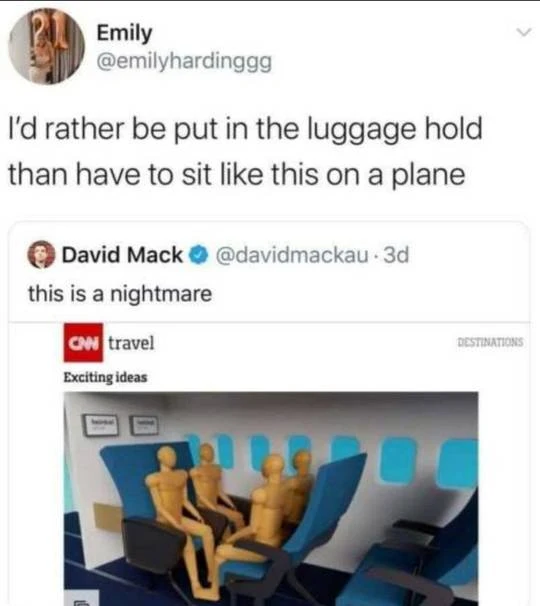 Emily
@emilyhardinggg
I'd rather be put in the luggage hold
than have to sit like this on a plane
David Mack @davidmackau · 3d
this is a nightmare
CNN travel
DESTINATIONS
Exciting ideas